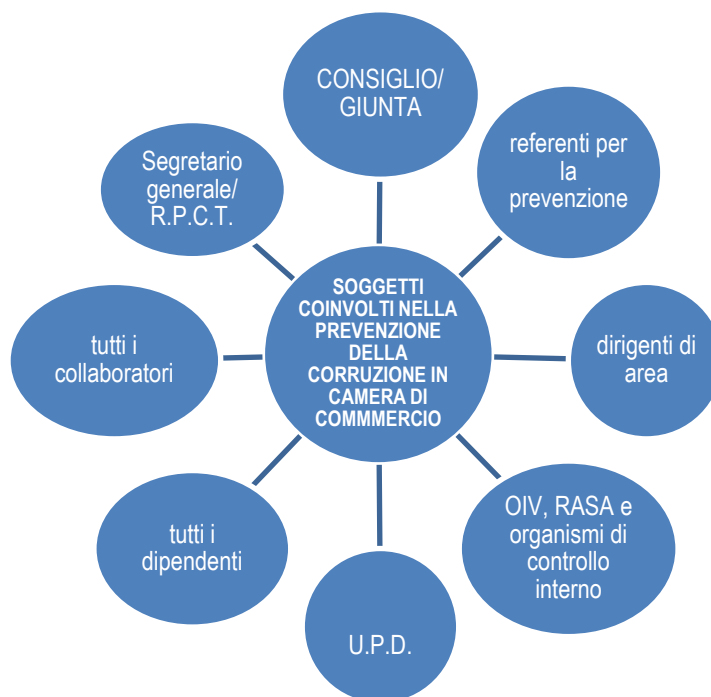 CONSIGLIO/
GIUNTA
referenti per
la
prevenzione
dirigenti di
area
OIV, RASA e
organismi di
controllo
interno
U.P.D.
tutti i
dipendenti
tutti i
collaboratori
Segretario
generale/
R.P.C.T.
SOGGETTI
COINVOLTI NELLA
PREVENZIONE
DELLA
CORRUZIONE IN
CAMERA DI
COMMMERCIO